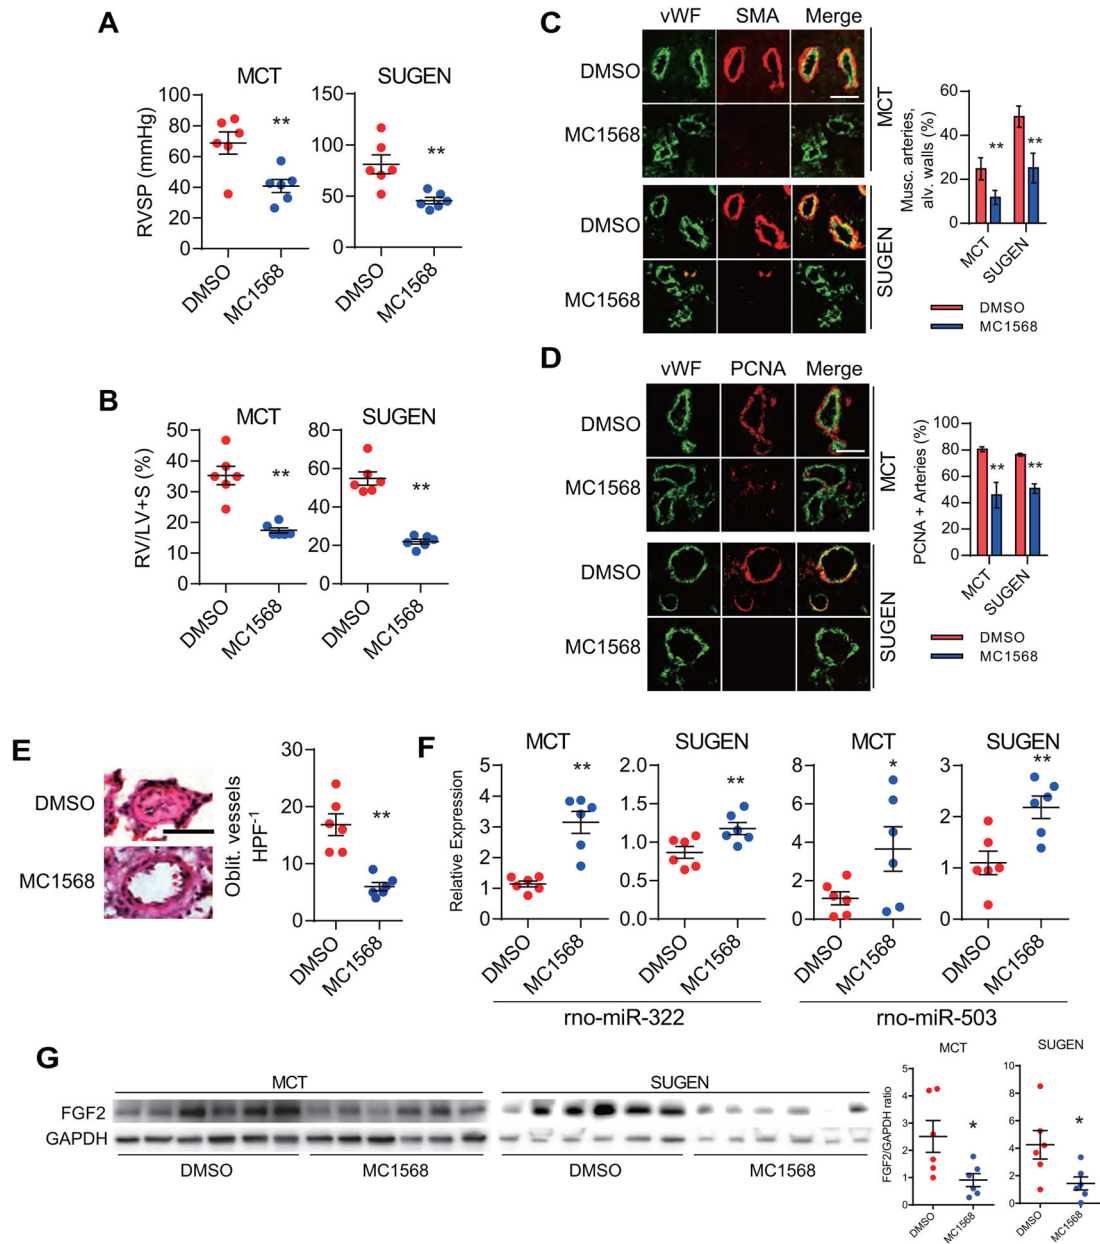 A
MCT
SUGEN
RVSP (mmHg)
100
80
60
40
20
0
**
150
100
50
0
**
DMSO
MC1568
DMSO
MC1568
B
MCT
SUGEN
RV/LV+S (%)
50
40
30
20
10
0
**
80
60
40
20
0
**
DMSO
MC1568
DMSO
MC1568
C
vWF SMA Merge
DMSO
MC1568
MCT
DMSO
MC1568
SUGEN
Musc. arteries,
alv. walls (%)
60
40
20
0
**
**
MCT
SUGEN
DMSO
MC1568
D
vWF PCNA Merge
DMSO
MC1568
MCT
DMSO
MC1568
SUGEN
PCNA + Arteries (%)
100
80
60
40
20
0
**
**
MCT
SUGEN
DMSO
MC1568
E
DMSO
MC1568
Oblit. vessels
HPF-1
30
20
10
0
**
DMSO
MC1568
F
MCT
SUGEN
MCT
SUGEN
Relative Expression
5
4
3
2
1
0
**
2.0
1.5
1.0
0.5
0.0
**
8
6
4
2
0
*
3
2
1
0
**
DMSO
MC1568
DMSO
MC1568
DMSO
MC1568
DMSO
MC1568
rno-miR-322
rno-miR-503
G
MCT
SUGEN
FGF2
GAPDH
DMSO
MC1568
DMSO
MC1568
MCT
SUGEN
FGF2/GAPDH ratio
5
4
3
2
1
0
*
10
8
6
4
2
0
*
DMSO
MC1568
DMSO
MC1568